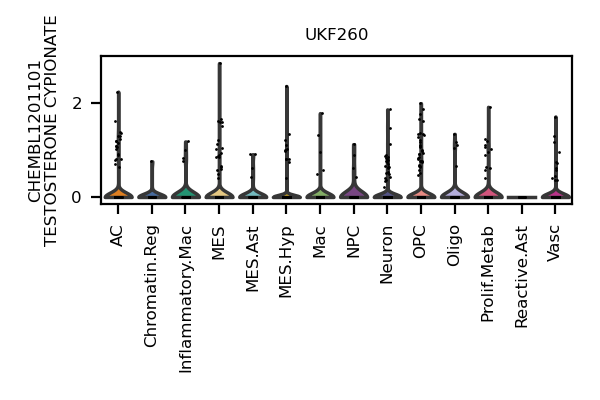 UKF260
CHEMBL1201101
TESTOSTERONE CYPIONATE
2
0
AC
Chromatin.Reg
Inflammatory.Mac
MES
MES.Ast
MES.Hyp
Mac
NPC
Neuron
OPC
Oligo
Prolif.Metab
Reactive.Ast
Vasc